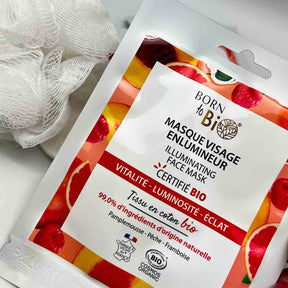 BORN
to Bio
MASQUE VISAGE
ENLUMINEUR
ILLUMINATING
FACE MASK
CERTIFIÉ BIO
VITALITÉ - LUMINOSITÉ - ÉCLAT
Tissu en coton bio
99,0% d'ingrédients d'origine naturelle
Pamplemousse - Pêche - Framboise
BIO
COSMOS
ORGANIC